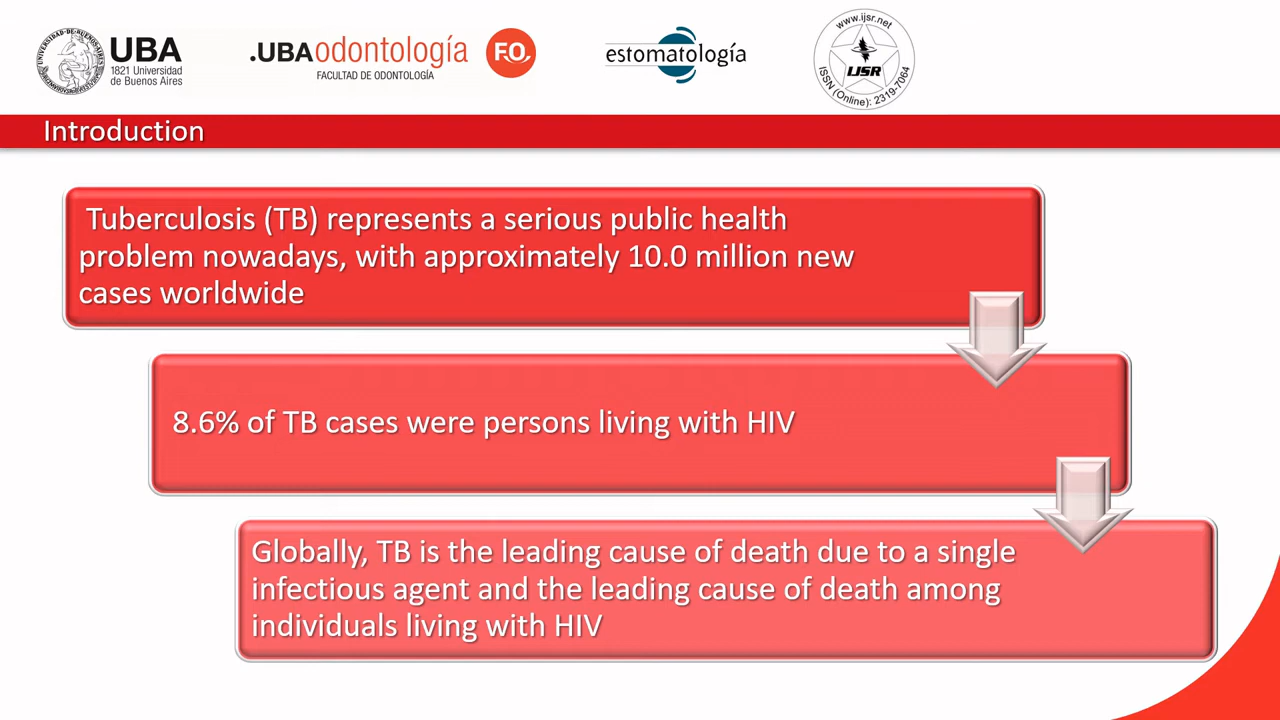 UBA
1821 Universidad
de Buenos Aires
.UBAodontología
FACULTAD DE ODONTOLOGÍA
F.O.
estomatología
www.ijsr.net
IJSR
ISSN (Online): 2319-7064
Introduction
Tuberculosis (TB) represents a serious public health
problem nowadays, with approximately 10.0 million new
cases worldwide
8.6% of TB cases were persons living with HIV
Globally, TB is the leading cause of death due to a single
infectious agent and the leading cause of death among
individuals living with HIV